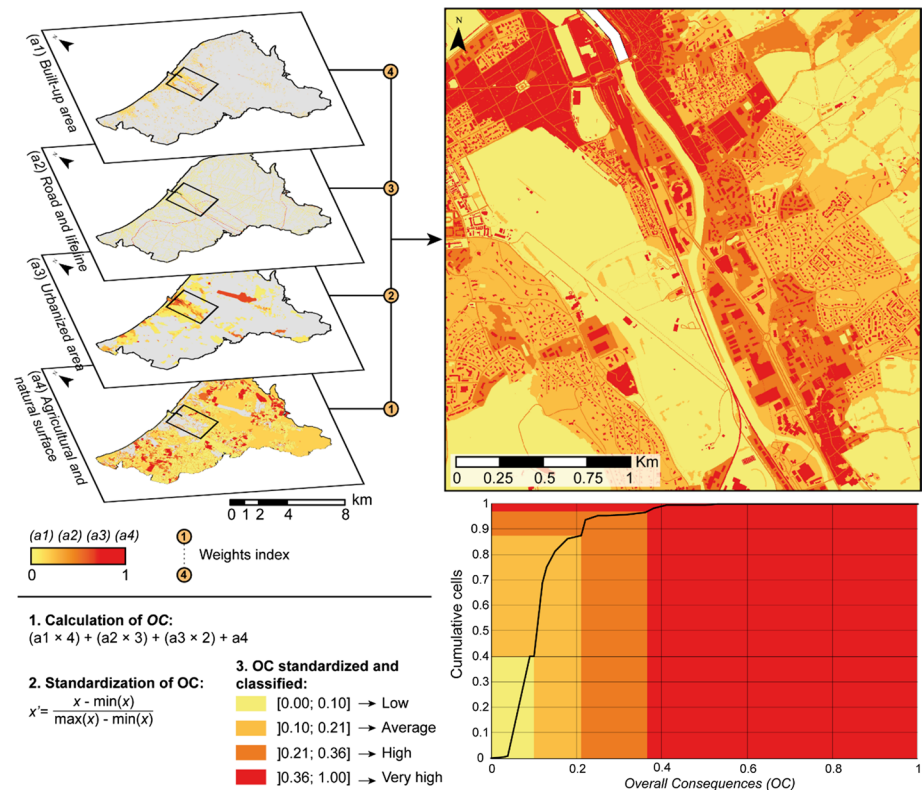 (a1) Built-up area
4
(a2) Road and lifeline
3
(a3) Urbanized area
2
(a4) Agricultural and
natural surface
1
km
0 1 2 4 8
(a1) (a2) (a3) (a4)
0 1
1
Weights index
4
N
Km
0 0.25 0.5 0.75 1
1. Calculation of OC:
(a1 × 4) + (a2 × 3) + (a3 × 2) + a4
2. Standardization of OC:
x'= x - min(x)
max(x) - min(x)
3. OC standardized and
classified:
[0.00; 0.10] → Low
]0.10; 0.21] → Average
]0.21; 0.36] → High
]0.36; 1.00] → Very high
Cumulative cells
1
0.9
0.8
0.7
0.6
0.5
0.4
0.3
0.2
0.1
0
0 0.2 0.4 0.6 0.8 1
Overall Consequences (OC)